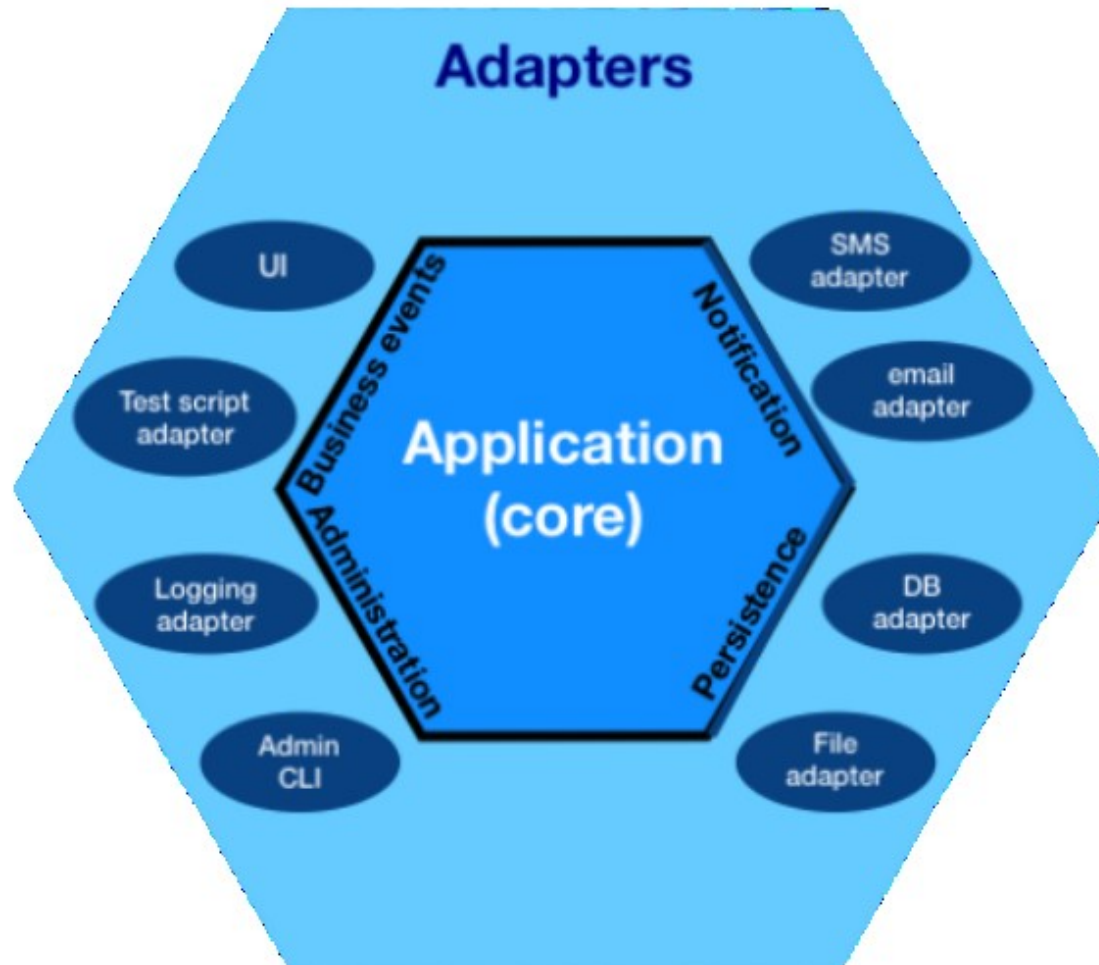 Adapters
UI
SMS
adapter
Test script
adapter
email
adapter
Business events
Notification
Application
(core)
Administration
Persistence
Logging
adapter
DB
adapter
Admin
CLI
File
adapter